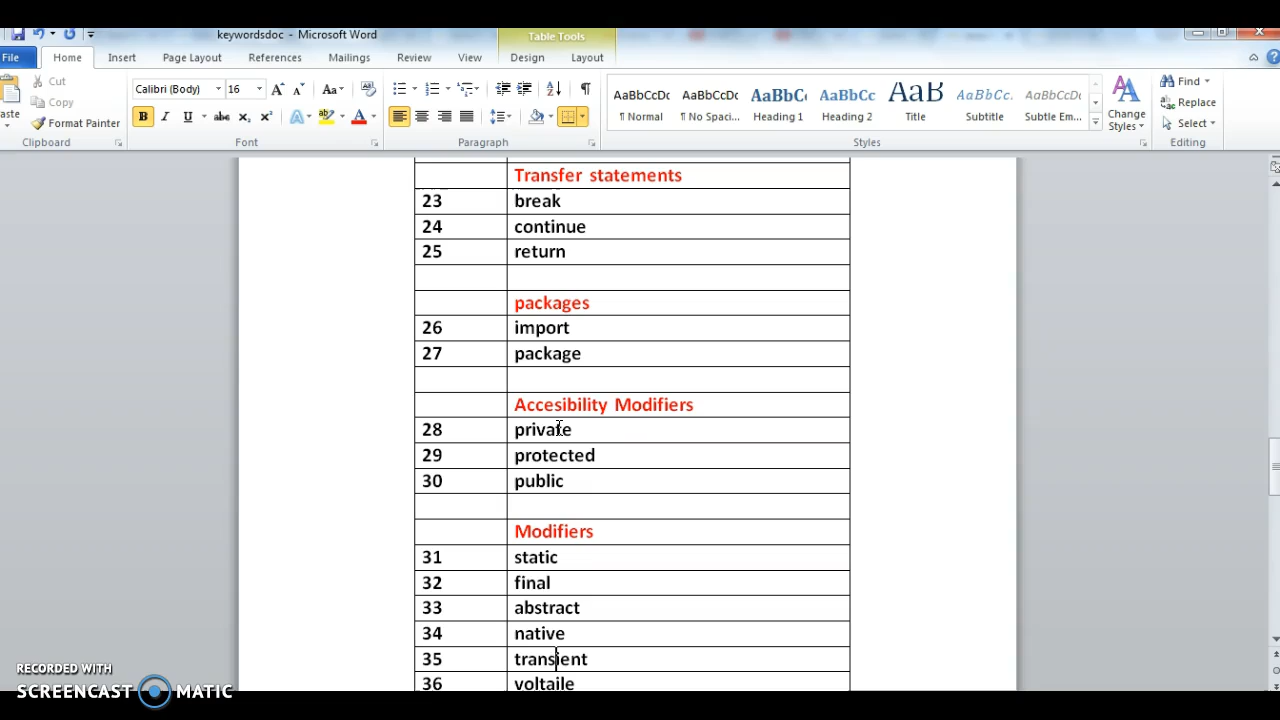 keywordsdoc - Microsoft Word
Table Tools
File Home Insert Page Layout References Mailings Review View Design Layout
Cut
Copy
Format Painter
Clipboard
Calibri (Body) 16
Font
Paragraph
AaBbCcDc AaBbCcDc AaBbC AaBbCc AaB AaBbCc. AaBbCcDc
¶ Normal ¶ No Spaci... Heading 1 Heading 2 Title Subtitle Subtle Em...
Styles
Change
Styles
Find
Replace
Select
Editing
Transfer statements
23 break
24 continue
25 return
packages
26 import
27 package
Accesibility Modifiers
28 private
29 protected
30 public
Modifiers
31 static
32 final
33 abstract
34 native
35 transient
36 voltaile
RECORDED WITH
SCREENCAST MATIC